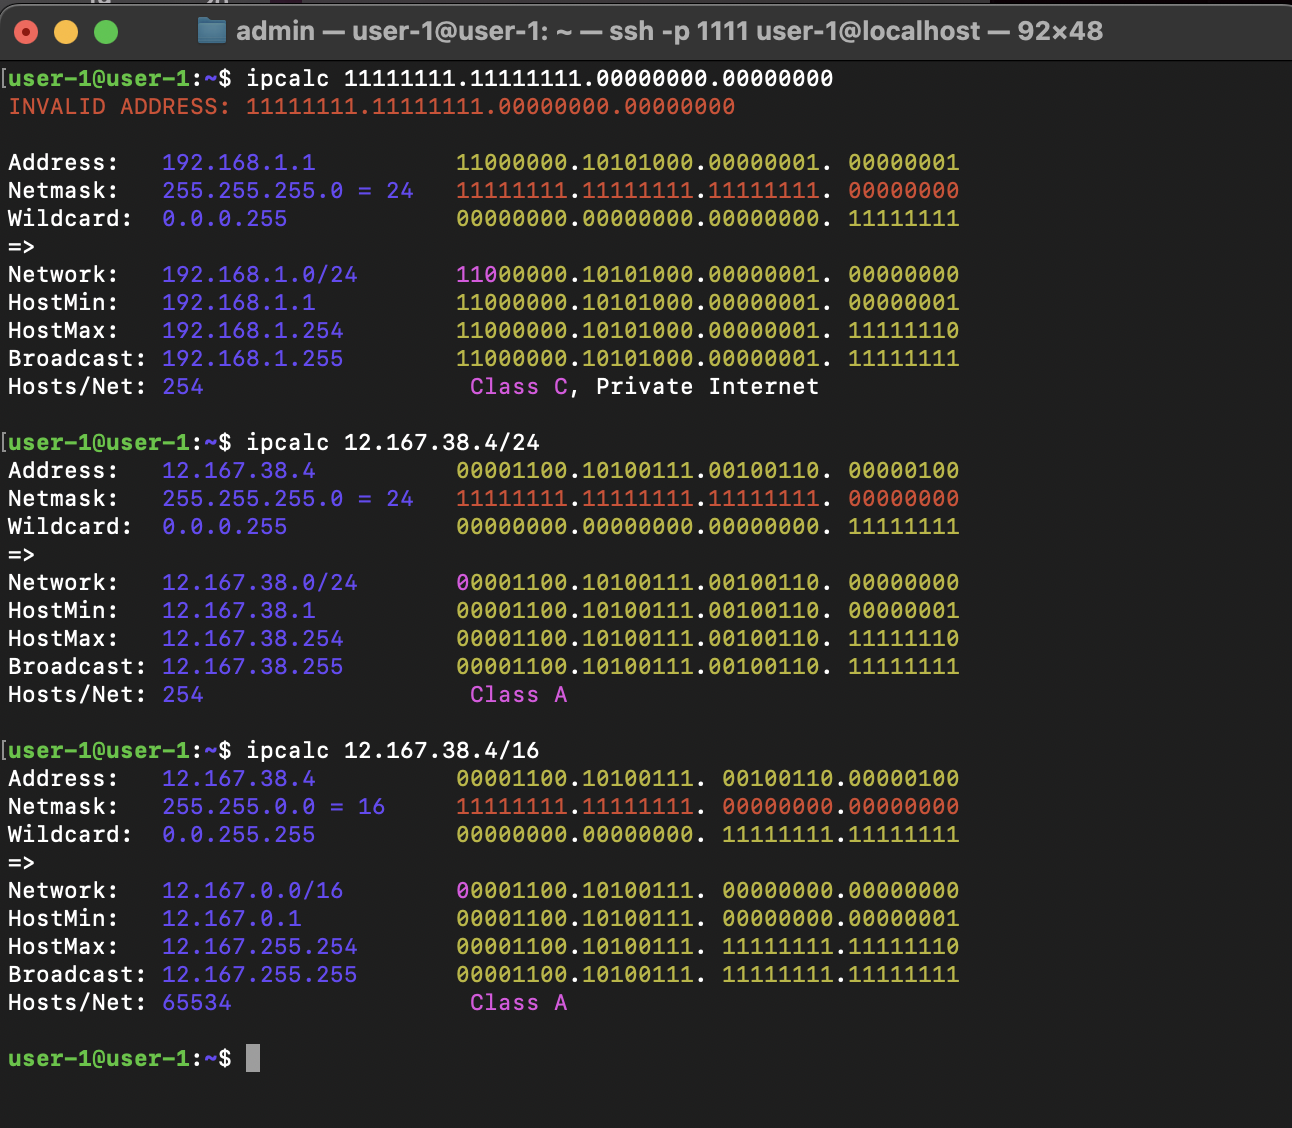 admin — user-1@user-1: ~ — ssh -p 1111 user-1@localhost — 92×48
[user-1@user-1:~$ ipcalc 11111111.11111111.00000000.00000000
INVALID ADDRESS: 11111111.11111111.00000000.00000000
Address:   192.168.1.1          11000000.10101000.00000001. 00000001
Netmask:   255.255.255.0 = 24   11111111.11111111.11111111. 00000000
Wildcard:  0.0.0.255            00000000.00000000.00000000. 11111111
=>
Network:   192.168.1.0/24       11000000.10101000.00000001. 00000000
HostMin:   192.168.1.1          11000000.10101000.00000001. 00000001
HostMax:   192.168.1.254        11000000.10101000.00000001. 11111110
Broadcast: 192.168.1.255        11000000.10101000.00000001. 11111111
Hosts/Net: 254                   Class C, Private Internet
[user-1@user-1:~$ ipcalc 12.167.38.4/24
Address:   12.167.38.4          00001100.10100111.00100110. 00000100
Netmask:   255.255.255.0 = 24   11111111.11111111.11111111. 00000000
Wildcard:  0.0.0.255            00000000.00000000.00000000. 11111111
=>
Network:   12.167.38.0/24       00001100.10100111.00100110. 00000000
HostMin:   12.167.38.1          00001100.10100111.00100110. 00000001
HostMax:   12.167.38.254        00001100.10100111.00100110. 11111110
Broadcast: 12.167.38.255        00001100.10100111.00100110. 11111111
Hosts/Net: 254                   Class A
[user-1@user-1:~$ ipcalc 12.167.38.4/16
Address:   12.167.38.4          00001100.10100111. 00100110.00000100
Netmask:   255.255.0.0 = 16     11111111.11111111. 00000000.00000000
Wildcard:  0.0.255.255          00000000.00000000. 11111111.11111111
=>
Network:   12.167.0.0/16        00001100.10100111. 00000000.00000000
HostMin:   12.167.0.1           00001100.10100111. 00000000.00000001
HostMax:   12.167.255.254       00001100.10100111. 11111111.11111110
Broadcast: 12.167.255.255       00001100.10100111. 11111111.11111111
Hosts/Net: 65534                 Class A
user-1@user-1:~$